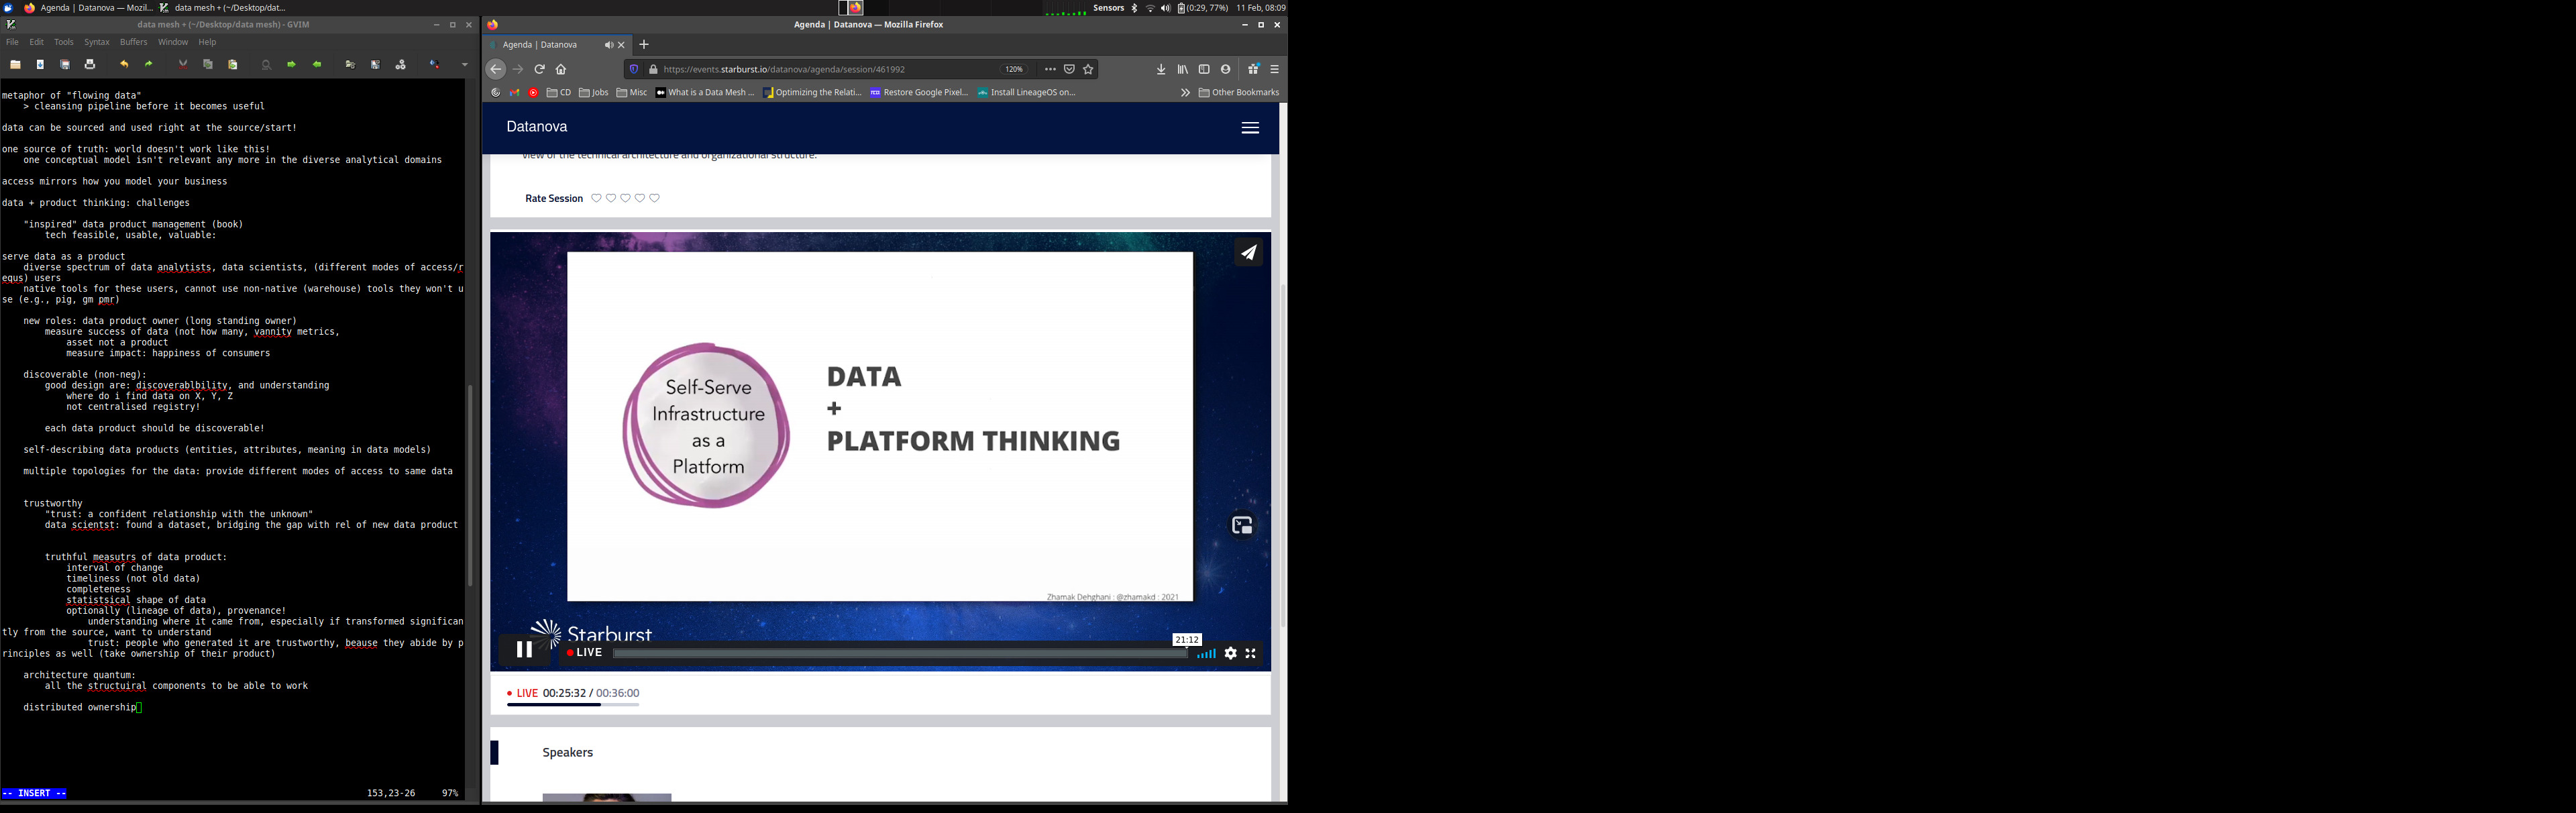 Agenda | Datanova — Mozil...
data mesh + (~/Desktop/dat...
Sensors
(0:29, 77%)
11 Feb, 08:09
data mesh + (~/Desktop/data mesh) - GVIM
File Edit Tools Syntax Buffers Window Help
metaphor of "flowing data"
> cleansing pipeline before it becomes useful
data can be sourced and used right at the source/start!
one source of truth: world doesn't work like this!
one conceptual model isn't relevant any more in the diverse analytical domains
access mirrors how you model your business
data + product thinking: challenges
"inspired" data product management (book)
tech feasible, usable, valuable:
serve data as a product
diverse spectrum of data analytists, data scientists, (different modes of access/r
equs) users
native tools for these users, cannot use non-native (warehouse) tools they won't u
se (e.g., pig, gm pmr)
new roles: data product owner (long standing owner)
measure success of data (not how many, vannity metrics,
asset not a product
measure impact: happiness of consumers
discoverable (non-neg):
good design are: discoverablbility, and understanding
where do i find data on X, Y, Z
not centralised registry!
each data product should be discoverable!
self-describing data products (entities, attributes, meaning in data models)
multiple topologies for the data: provide different modes of access to same data
trustworthy
"trust: a confident relationship with the unknown"
data scientst: found a dataset, bridging the gap with rel of new data product
truthful measutrs of data product:
interval of change
timeliness (not old data)
completeness
statistsical shape of data
optionally (lineage of data), provenance!
understanding where it came from, especially if transformed significan
tly from the source, want to understand
trust: people who generated it are trustworthy, beause they abide by p
rinciples as well (take ownership of their product)
architecture quantum:
all the structuiral components to be able to work
distributed ownership
-- INSERT --
153,23-26
97%
Agenda | Datanova — Mozilla Firefox
Agenda | Datanova
https://events.starburst.io/datanova/agenda/session/461992
120%
CD
Jobs
Misc
What is a Data Mesh ...
Optimizing the Relati...
Restore Google Pixel...
Install LineageOS on...
Other Bookmarks
Datanova
view of the technical architecture and organizational structure.
Rate Session
Self-Serve
Infrastructure
as a
Platform
DATA
+
PLATFORM THINKING
Zhamak Dehghani : @zhamakd : 2021
Starburst
21:12
LIVE
LIVE 00:25:32 / 00:36:00
Speakers